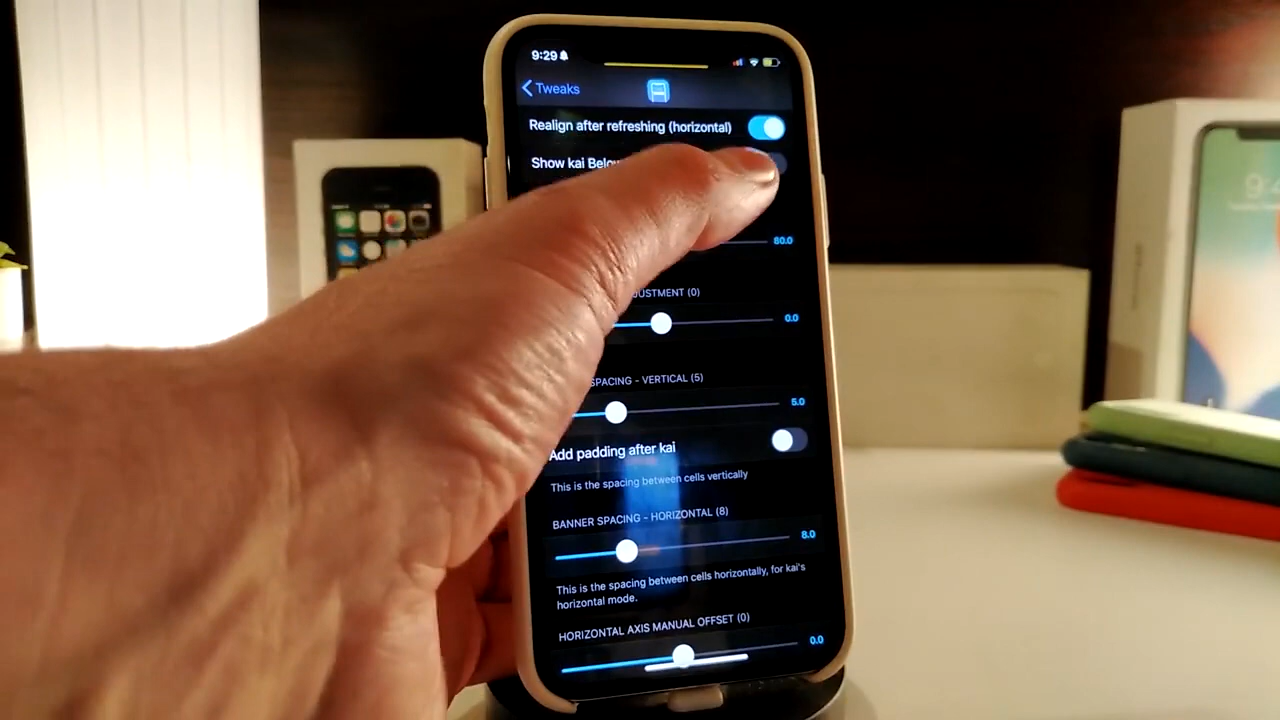 9:29
Tweaks
Realign after refreshing (horizontal)
Show kai Below
80.0
JUSTMENT (0)
0.0
SPACING - VERTICAL (5)
5.0
Add padding after kai
This is the spacing between cells vertically
BANNER SPACING - HORIZONTAL (8)
8.0
This is the spacing between cells horizontally, for kai's
horizontal mode.
HORIZONTAL AXIS MANUAL OFFSET (0)
0.0